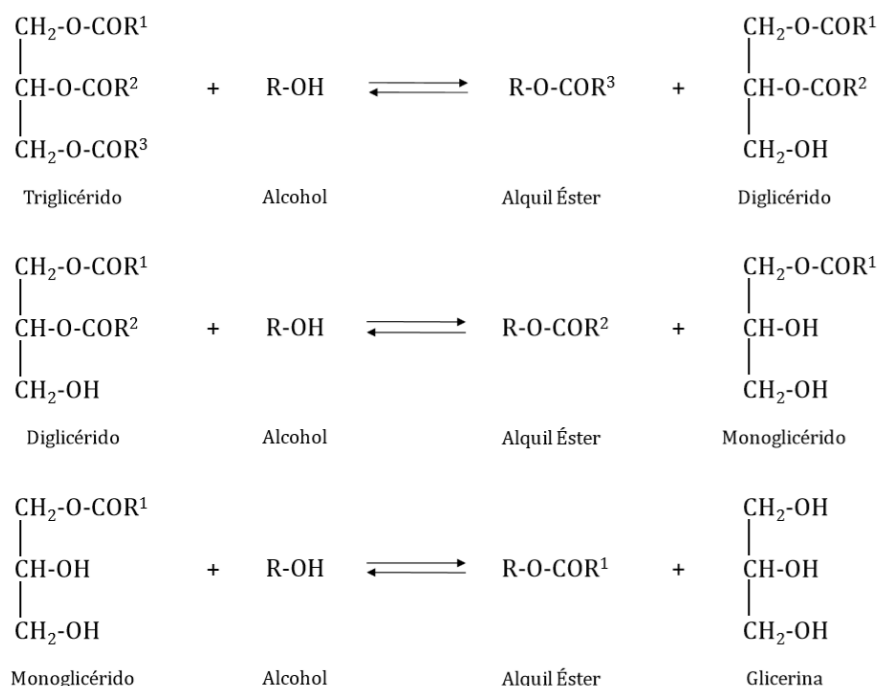 CH₂-O-COR¹ CH₂-O-COR¹
CH-O-COR² + R-OH R-O-COR³ + CH-O-COR²
CH₂-O-COR³ CH₂-OH
Triglicérido Alcohol Alquil Éster Diglicérido
CH₂-O-COR¹ CH₂-O-COR¹
CH-O-COR² + R-OH R-O-COR² + CH-OH
CH₂-OH CH₂-OH
Diglicérido Alcohol Alquil Éster Monoglicérido
CH₂-O-COR¹ CH₂-OH
CH-OH + R-OH R-O-COR¹ + CH-OH
CH₂-OH CH₂-OH
Monoglicérido Alcohol Alquil Éster Glicerina